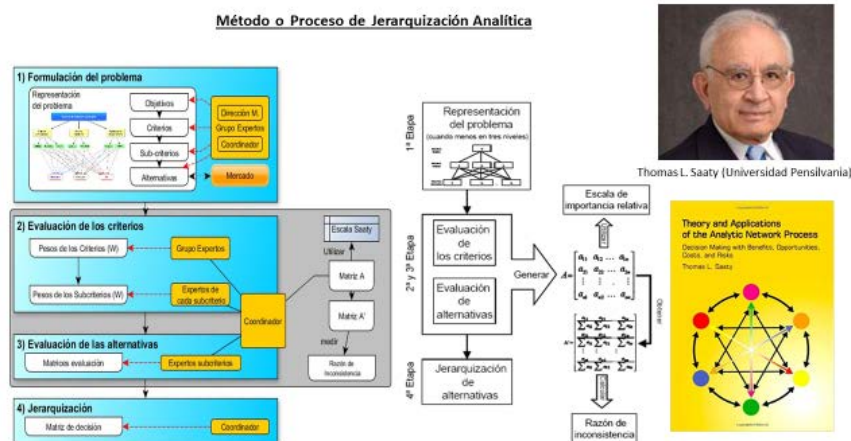 Método o Proceso de Jerarquización Analítica
1) Formulación del problema
Representación
del problema
Objetivos
Criterios
Sub-criterios
Alternativas
Dirección M.
Grupo Expertos
Coordinador
Mercado
2) Evaluación de los criterios
Pesos de los Criterios (W)
Grupo Expertos
Pesos de los Subcriterios (W)
Expertos de
cada subcriterio
3) Evaluación de las alternativas
Matrices evaluación
Expertos subcriterios
4) Jerarquización
Matriz de decisión
Coordinador
Coordinador
Escala Saaty
Utilizar
Matriz A
Matriz A'
medir
Razón de
inconsistencia
1ª Etapa
Representación
del problema
(cuando menos en tres niveles)
2ª y 3ª Etapa
Evaluación
de
los criterios
Evaluación
de
alternativas
4ª Etapa
Jerarquización
de
alternativas
Generar
Escala de
importancia relativa
Utilizar
A=
Obtener
Razón de
inconsistencia
Thomas L. Saaty (Universidad Pensilvania)
Theory and Applications
of the Analytic Network Process
Decision Making with Benefits, Opportunities,
Costs, and Risks
Thomas L. Saaty